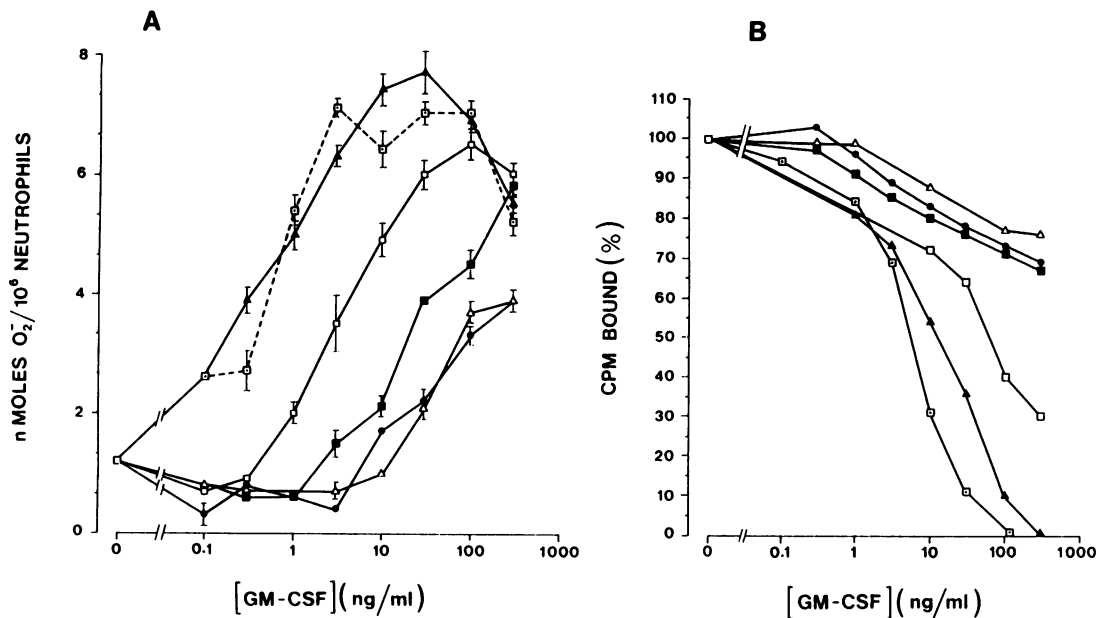 A
n MOLES O₂⁻/10⁶ NEUTROPHILS
8
6
4
2
0
0 0.1 1 10 100 1000
[GM-CSF] (ng/ml)
B
CPM BOUND (%)
110
100
90
80
70
60
50
40
30
20
10
0
0 0.1 1 10 100 1000
[GM-CSF] (ng/ml)